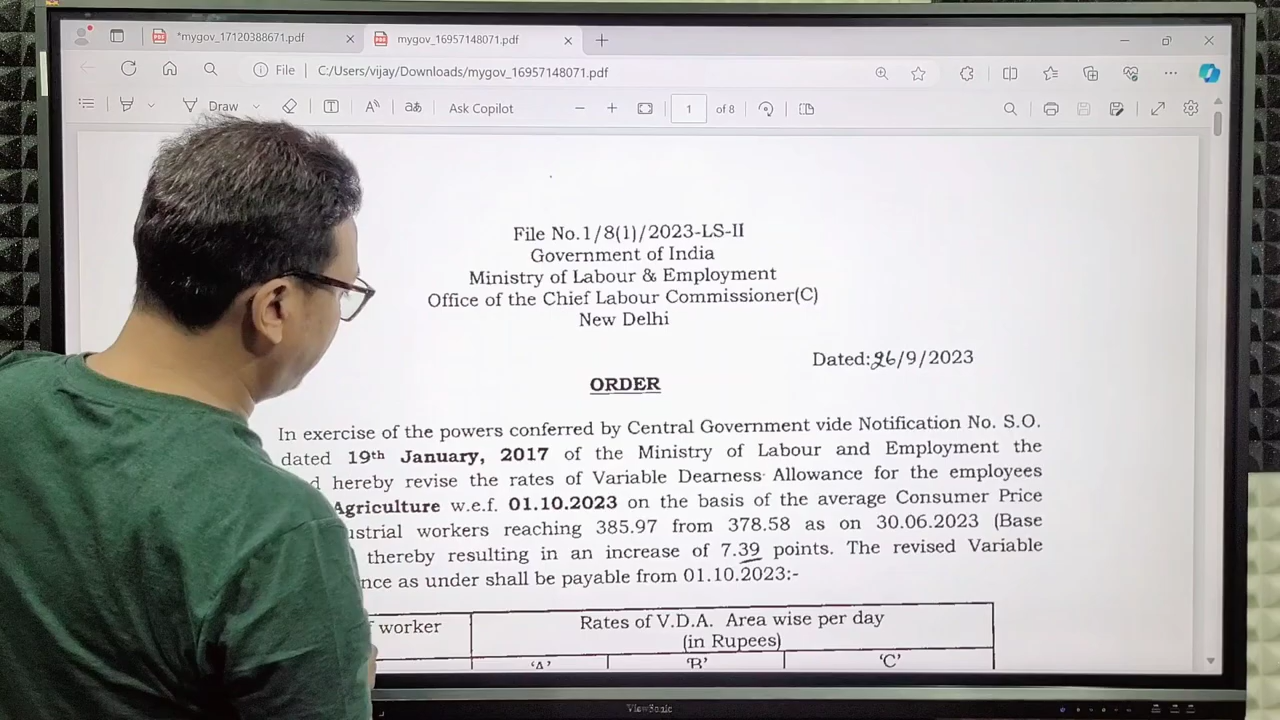 *mygov_17120388671.pdf
mygov_16957148071.pdf
File
C:/Users/vijay/Downloads/mygov_16957148071.pdf
Draw
aあ
Ask Copilot
1 of 8
File No.1/8(1)/2023-LS-II
Government of India
Ministry of Labour & Employment
Office of the Chief Labour Commissioner(C)
New Delhi
Dated:26/9/2023
ORDER
In exercise of the powers conferred by Central Government vide Notification No. S.O.
dated 19th January, 2017 of the Ministry of Labour and Employment the
hereby revise the rates of Variable Dearness Allowance for the employees
Agriculture w.e.f. 01.10.2023 on the basis of the average Consumer Price
ustrial workers reaching 385.97 from 378.58 as on 30.06.2023 (Base
thereby resulting in an increase of 7.39 points. The revised Variable
nce as under shall be payable from 01.10.2023:-
worker
Rates of V.D.A. Area wise per day
(in Rupees)
'A' 'B' 'C'
ViewSonic